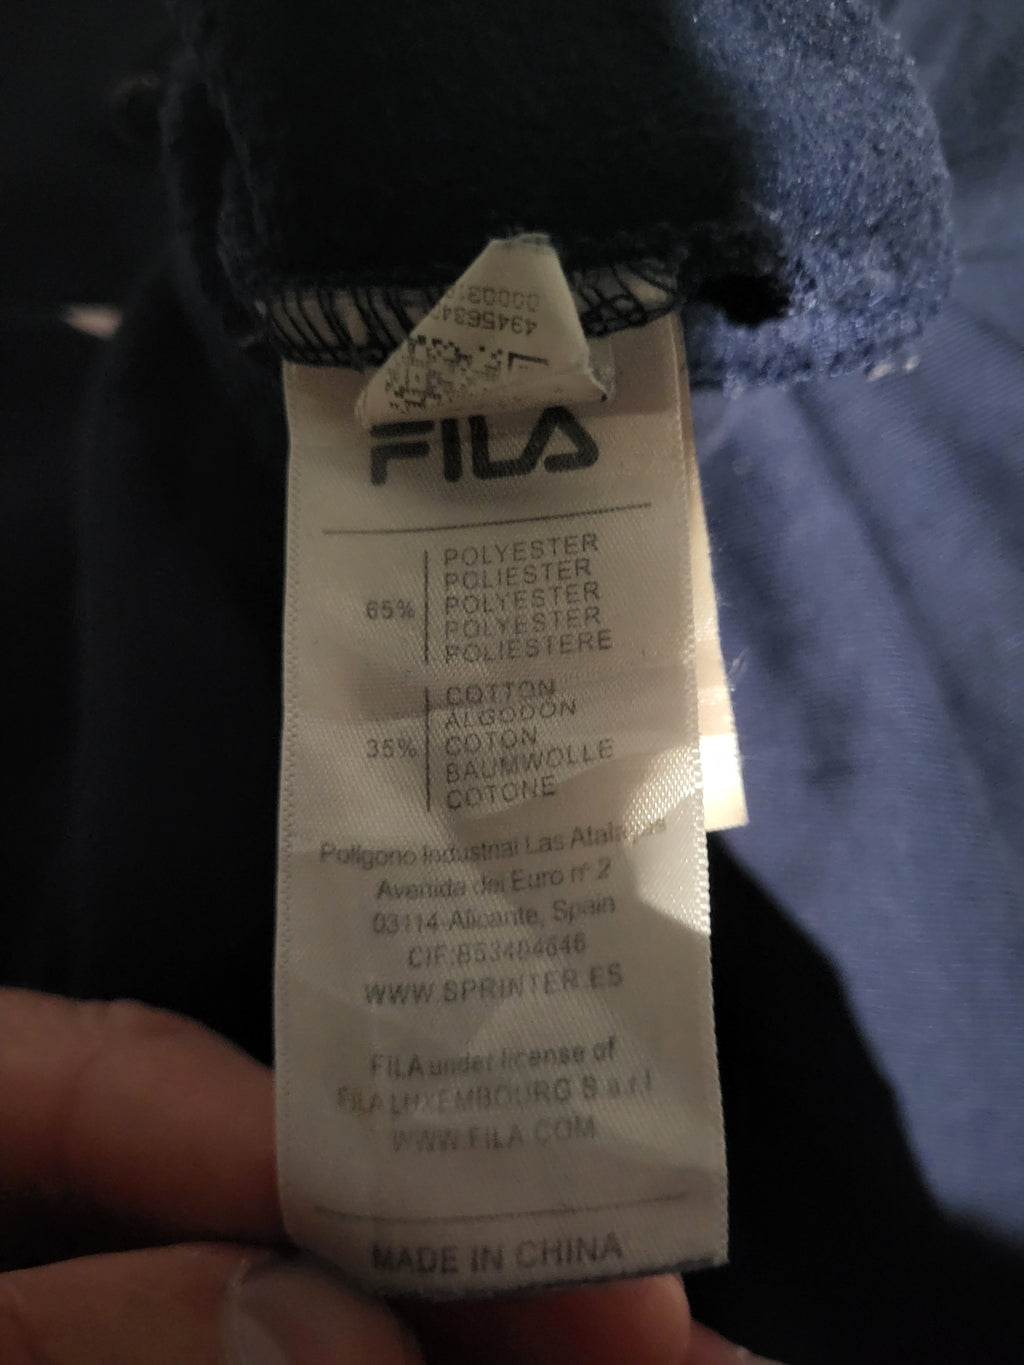 FILA
65%
POLYESTER
POLIESTER
POLYESTER
POLYESTER
POLIESTERE
35%
COTTON
ALGODON
COTON
BAUMWOLLE
COTONE
Poligono Industrial Las
Avenida del Euro nº 2
03114-Alicante, Spain
CIF:B53404646
WWW.SPRINTER.ES
FILA under license of
FILA LUXEMBOURG S.a.r.l
WWW.FILA.COM
MADE IN CHINA